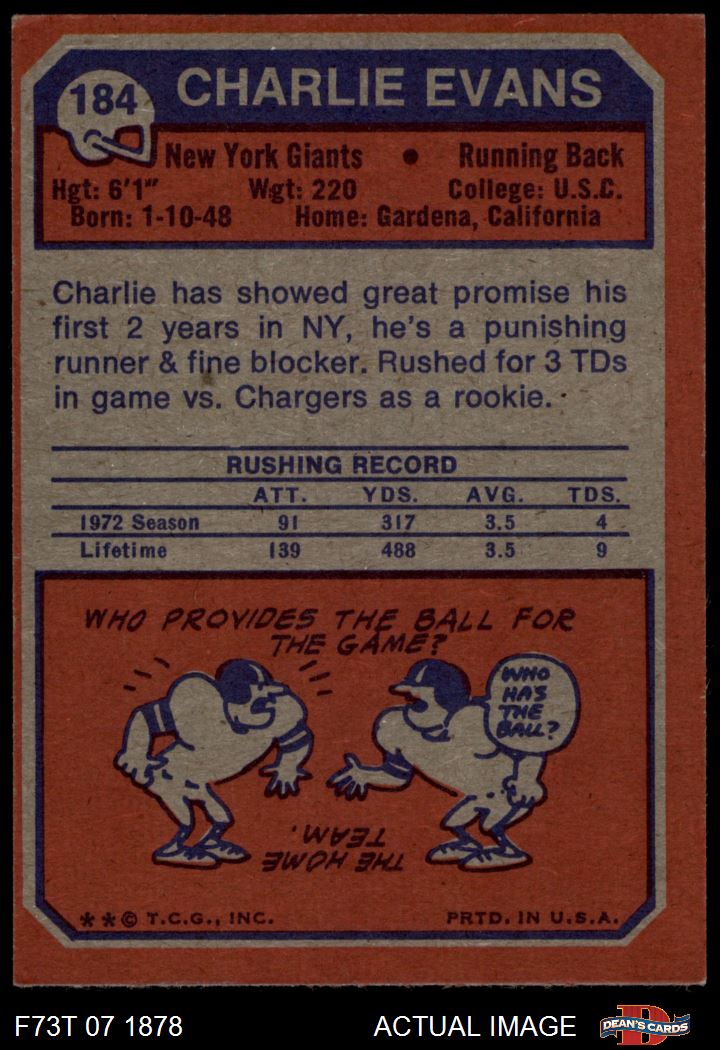 184
CHARLIE EVANS
New York Giants • Running Back
Hgt: 6'1" Wgt: 220 College: U.S.C.
Born: 1-10-48 Home: Gardena, California
Charlie has showed great promise his
first 2 years in NY, he's a punishing
runner & fine blocker. Rushed for 3 TDs
in game vs. Chargers as a rookie.
RUSHING RECORD
ATT. YDS. AVG. TDS.
1972 Season 91 317 3.5 4
Lifetime 139 488 3.5 9
WHO PROVIDES THE BALL FOR
THE GAME?
WHO
HAS
THE
BALL?
THE HOME
TEAM.
**© T.C.G., INC. PRTD. IN U.S.A.
F73T 07 1878 ACTUAL IMAGE
D
DEAN'S CARDS